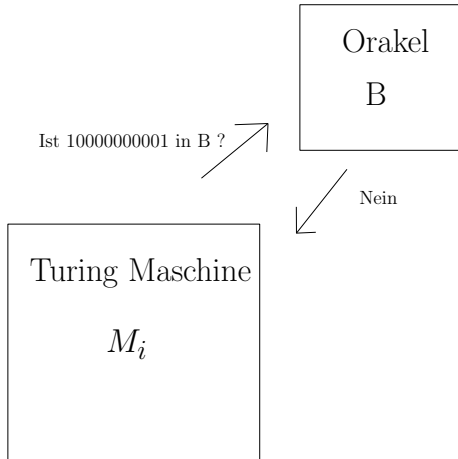 Orakel
B
Ist 10000000001 in B ?
Nein
Turing Maschine
M_i